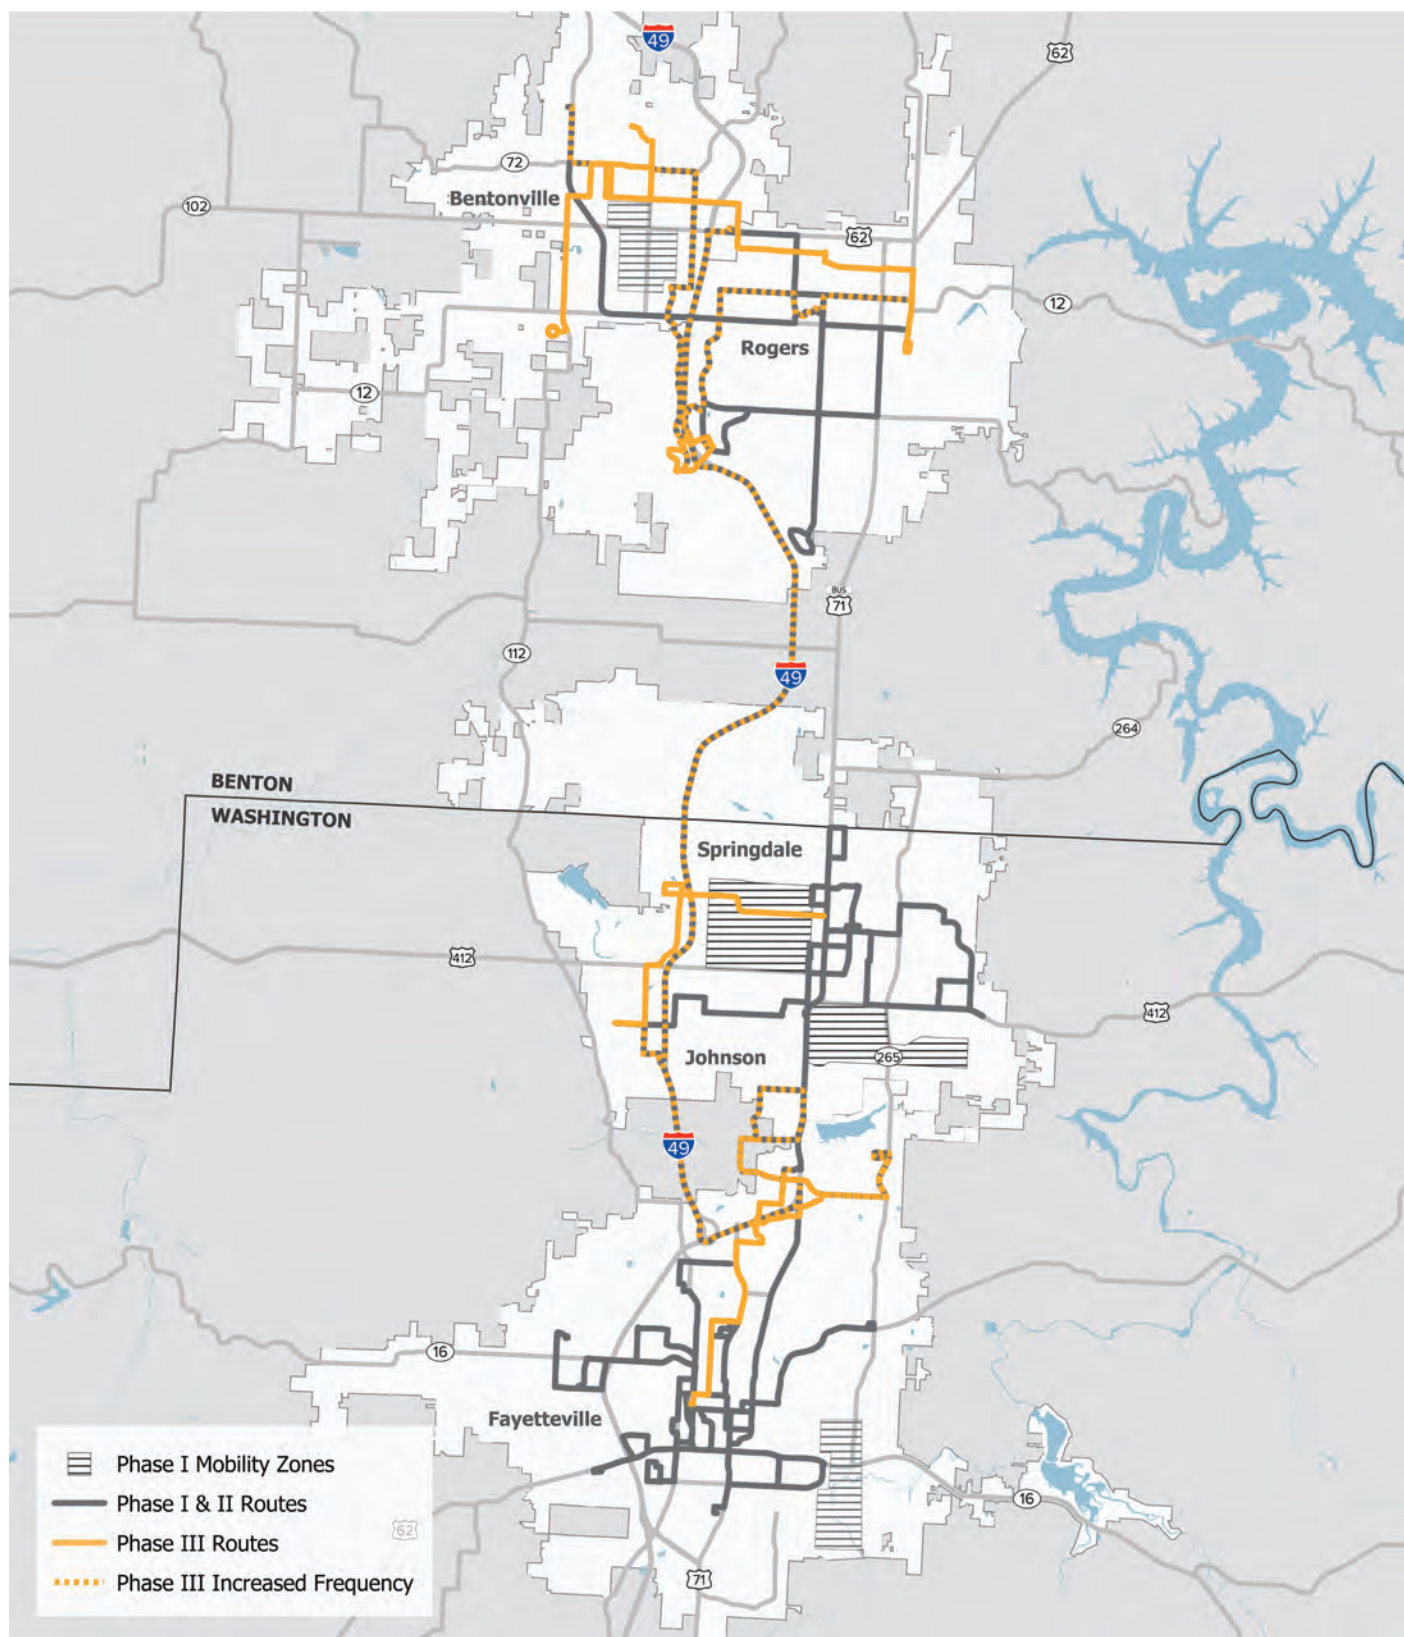 49
62
72
Bentonville
102
62
12
Rogers
12
BUS
71
112
49
264
BENTON
WASHINGTON
Springdale
412
412
Johnson
265
49
16
Fayetteville
Phase I Mobility Zones
Phase I & II Routes
Phase III Routes
Phase III Increased Frequency
62
16
71